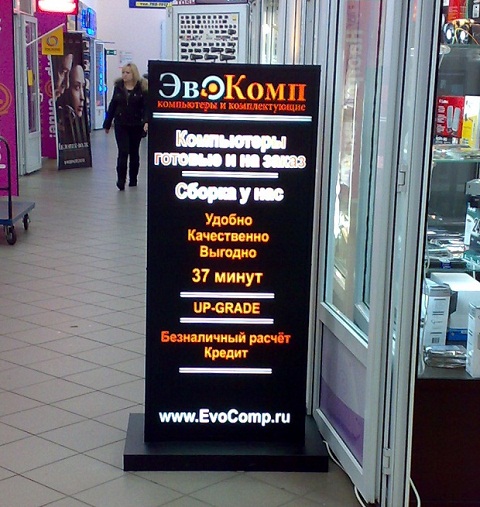 ЭвоКомп
компьютеры и комплектующие
Компьютеры
готовые и на заказ
Сборка у нас
Удобно
Качественно
Выгодно
37 минут
UP-GRADE
Безналичный расчёт
Кредит
www.EvoComp.ru